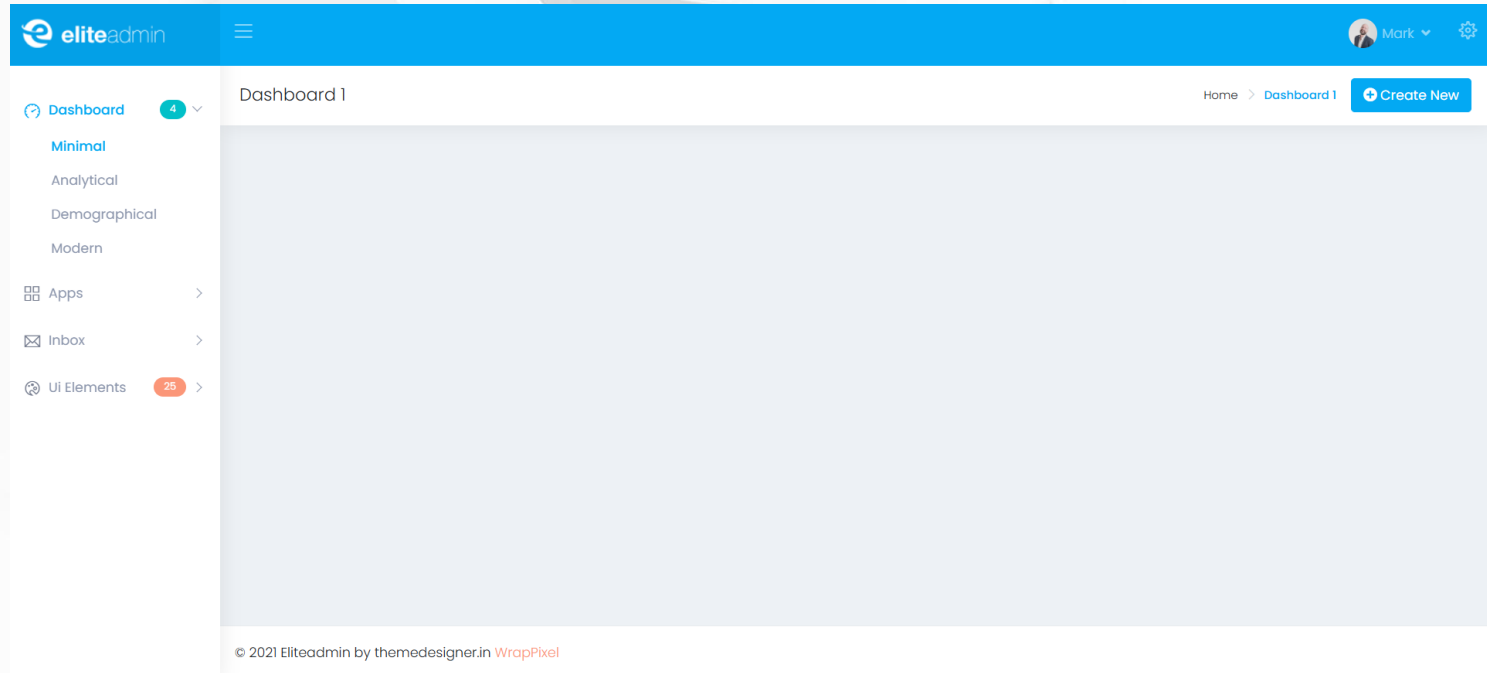 eliteadmin
Mark
Dashboard 4
Minimal
Analytical
Demographical
Modern
Apps
Inbox
Ui Elements 25
Dashboard 1
Home > Dashboard 1
Create New
© 2021 Eliteadmin by themedesigner.in WrapPixel